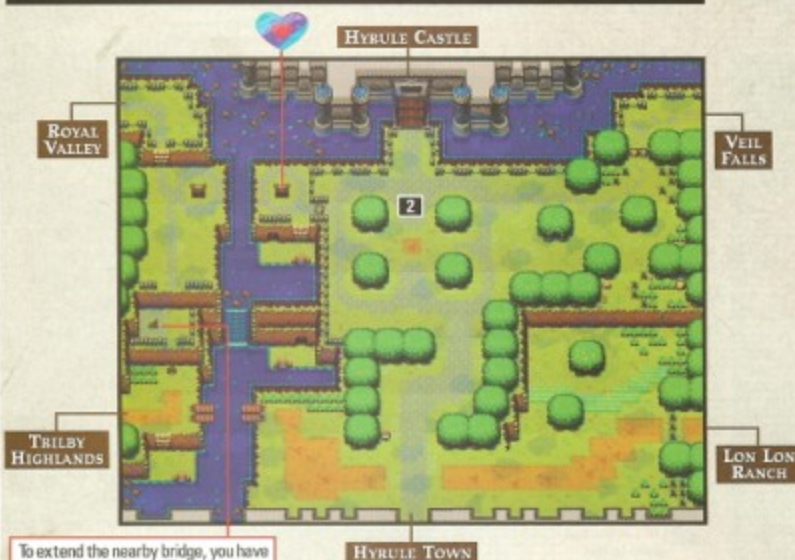 HYRULE CASTLE
ROYAL
VALLEY
VEIL
FALLS
2
TRILBY
HIGHLANDS
LON LON
RANCH
To extend the nearby bridge, you have
HYRULE TOWN